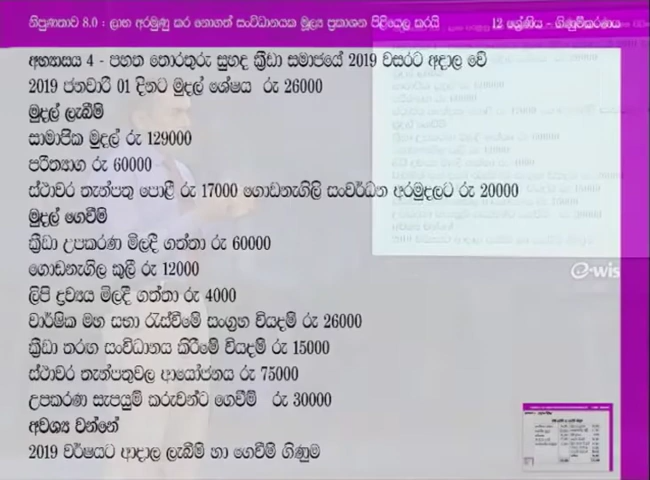 නිපුණතාව 8.0 : ලාභ අරමුණු කර නොගත් සංවිධානයක මූල්‍ය ප්‍රකාශන පිළියෙල කරයි 12 ශ්‍රේණිය - ගිණුම්කරණය
අභ්‍යාසය 4 - පහත තොරතුරු සුහද ක්‍රීඩා සමාජයේ 2019 වසරට අදාල වේ
2019 ජනවාරි 01 දිනට මුදල් ශේෂය රු 26000
මුදල් ලැබීම්
සාමාජික මුදල් රු 129000
පරිත්‍යාග රු 60000
ස්ථාවර තැන්පතු පොළී රු 17000 ගොඩනැගිලි සංවර්ධන අරමුදලට රු 20000
මුදල් ගෙවීම්
ක්‍රීඩා උපකරණ මිලදී ගත්තා රු 60000
ගොඩනැගිල කුලී රු 12000
ලිපි ද්‍රව්‍යය මිලදී ගත්තා රු 4000
වාර්ෂික මහ සභා රැස්වීමේ සංග්‍රහ වියදම් රු 26000
ක්‍රීඩා තරඟ සංවිධානය කිරීමේ වියදම් රු 15000
ස්ථාවර තැන්පතුවල ආයෝජනය රු 75000
උපකරණ සැපයුම් කරුවන්ට ගෙවීම් රු 30000
අවශ්‍ය වන්නේ
2019 වර්ෂයට ආදාල ලැබීම් හා ගෙවීම් ගිණුම
e-wis